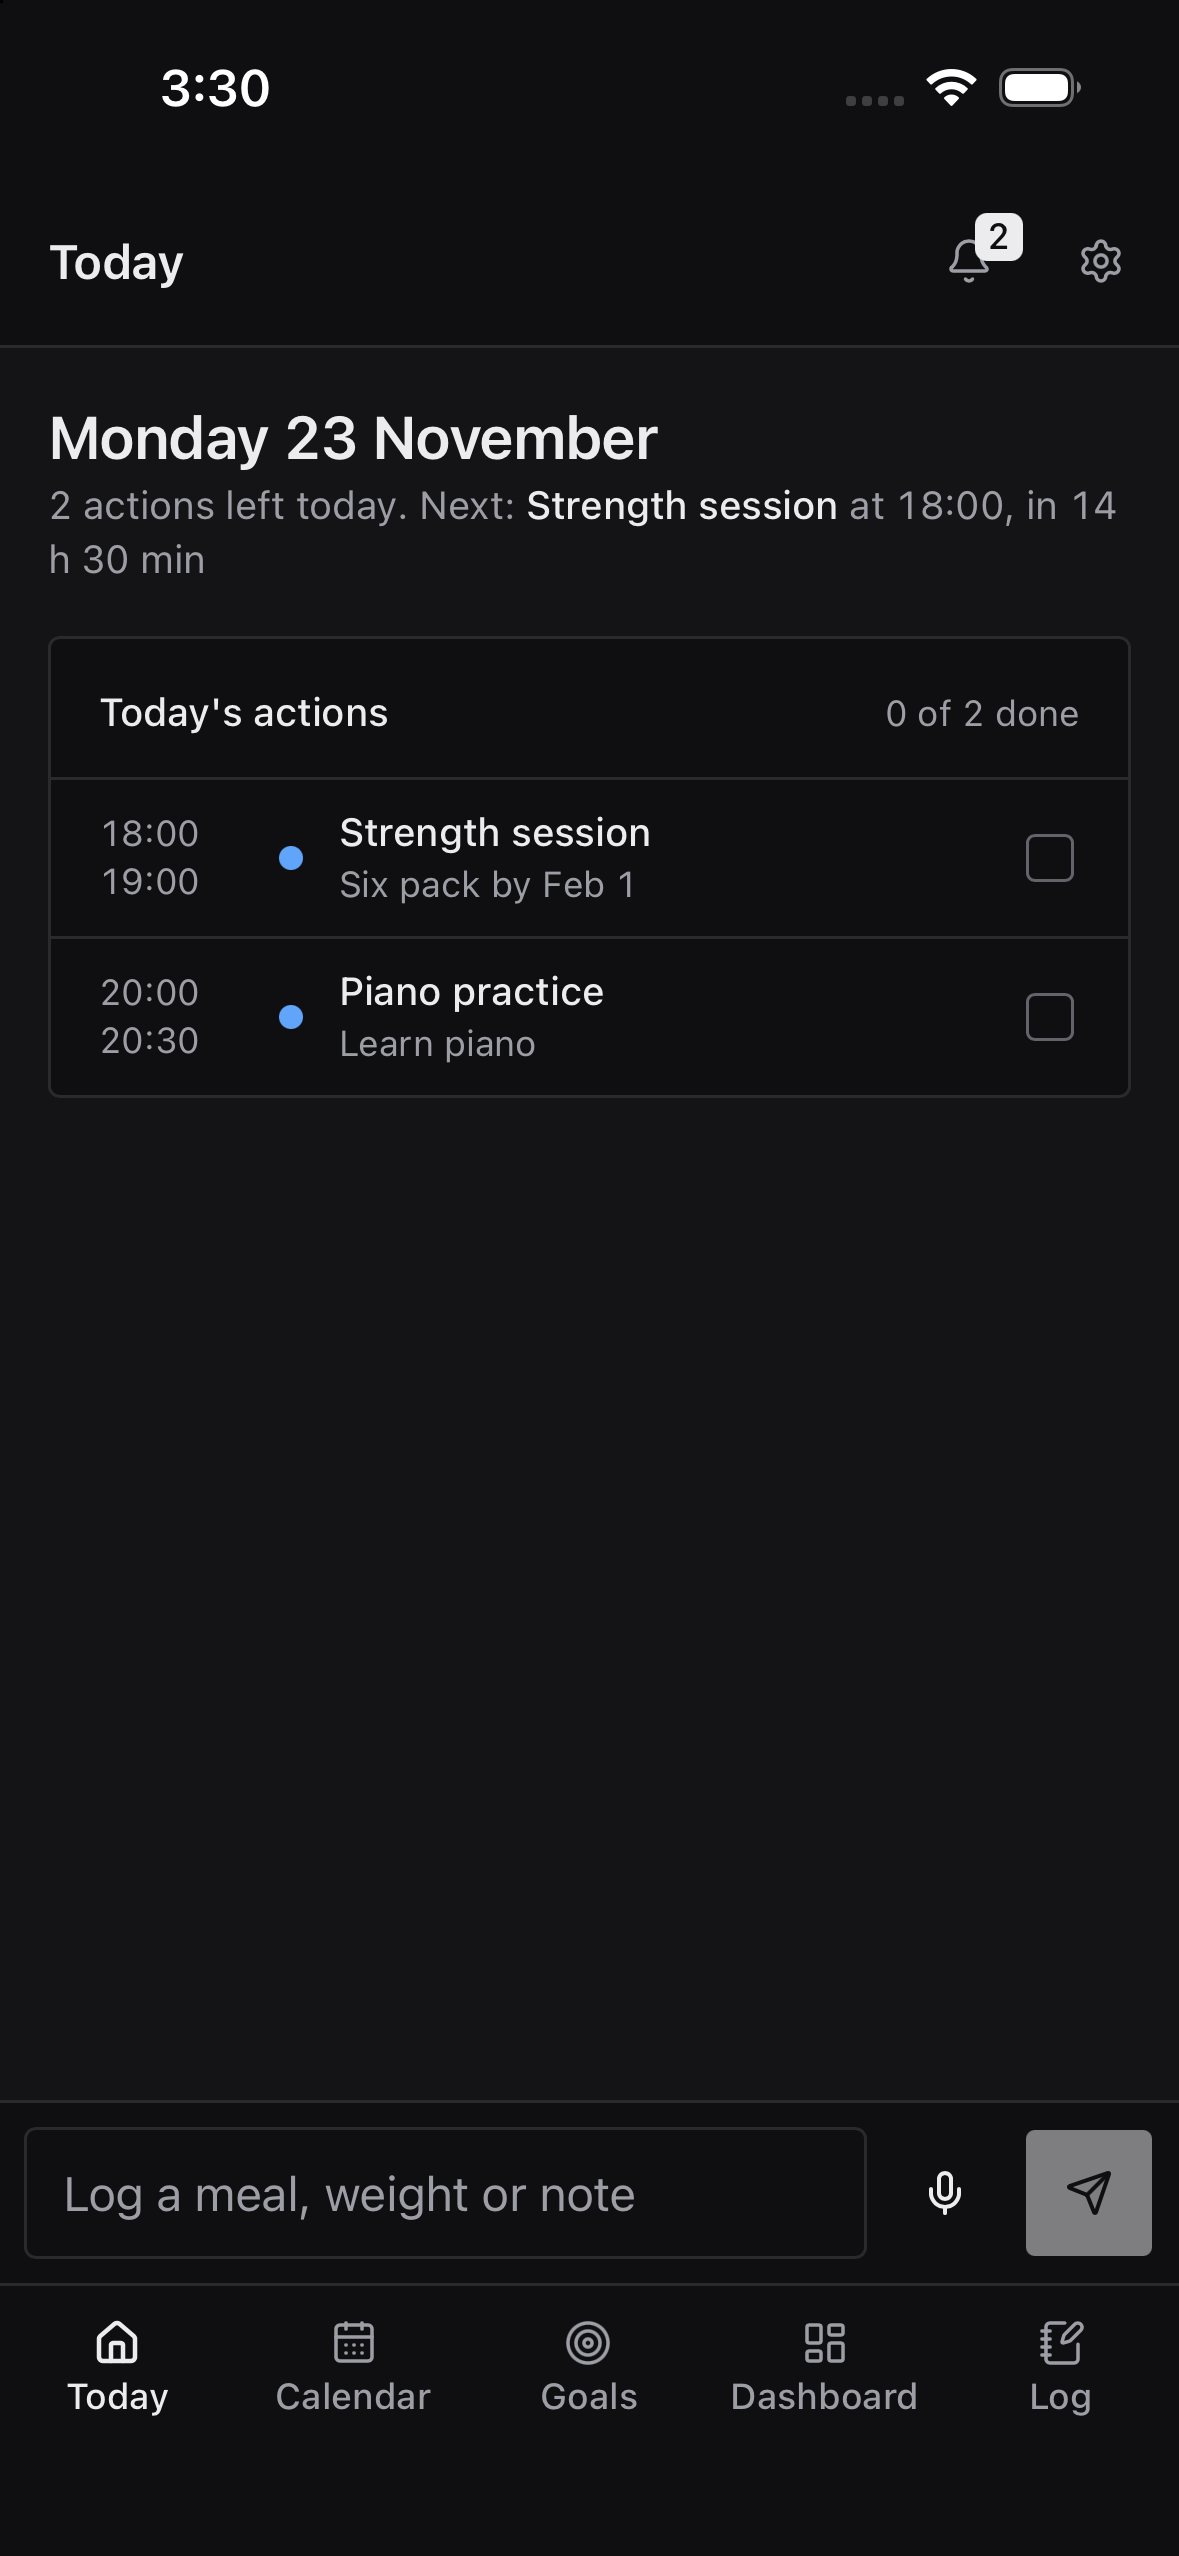 3:30
Today
2
Monday 23 November
2 actions left today. Next: Strength session at 18:00, in 14
h 30 min
Today's actions
0 of 2 done
18:00
19:00
Strength session
Six pack by Feb 1
20:00
20:30
Piano practice
Learn piano
Log a meal, weight or note
Today
Calendar
Goals
Dashboard
Log